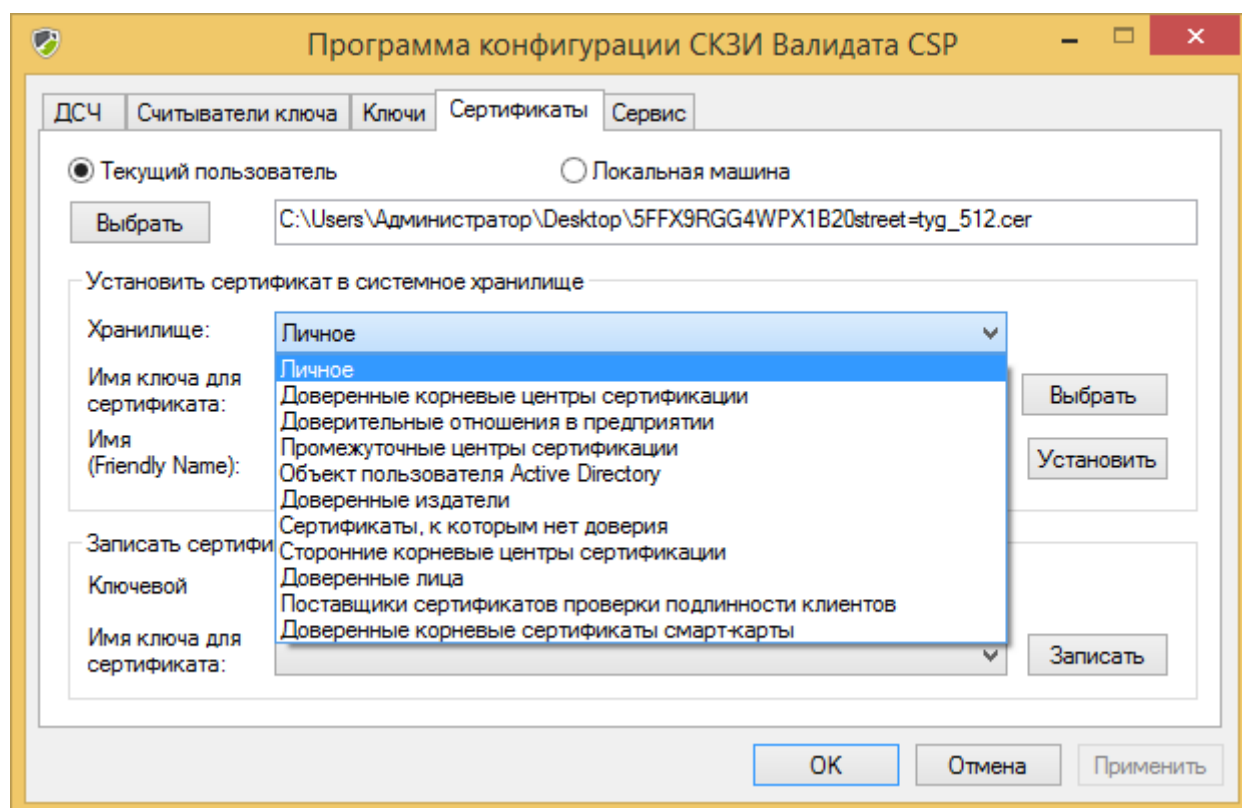 Программа конфигурации СКЗИ Валидата CSP
ДСЧ Считыватели ключа Ключи Сертификаты Сервис
Текущий пользователь Локальная машина
Выбрать C:\Users\Администратор\Desktop\5FFX9RGG4WPX1B20street=tyg_512.cer
Установить сертификат в системное хранилище
Хранилище: Личное
Личное
Имя ключа для
сертификата:
Доверенные корневые центры сертификации
Доверительные отношения в предприятии
Выбрать
Имя
(Friendly Name):
Промежуточные центры сертификации
Объект пользователя Active Directory
Установить
Доверенные издатели
Сертификаты, к которым нет доверия
Записать
Сторонние корневые центры сертификации
Ключевой
Доверенные лица
Поставщики сертификатов проверки подлинности клиентов
Доверенные корневые сертификаты смарт-карты
Имя ключа для
сертификата:
Записать
OK Отмена Применить